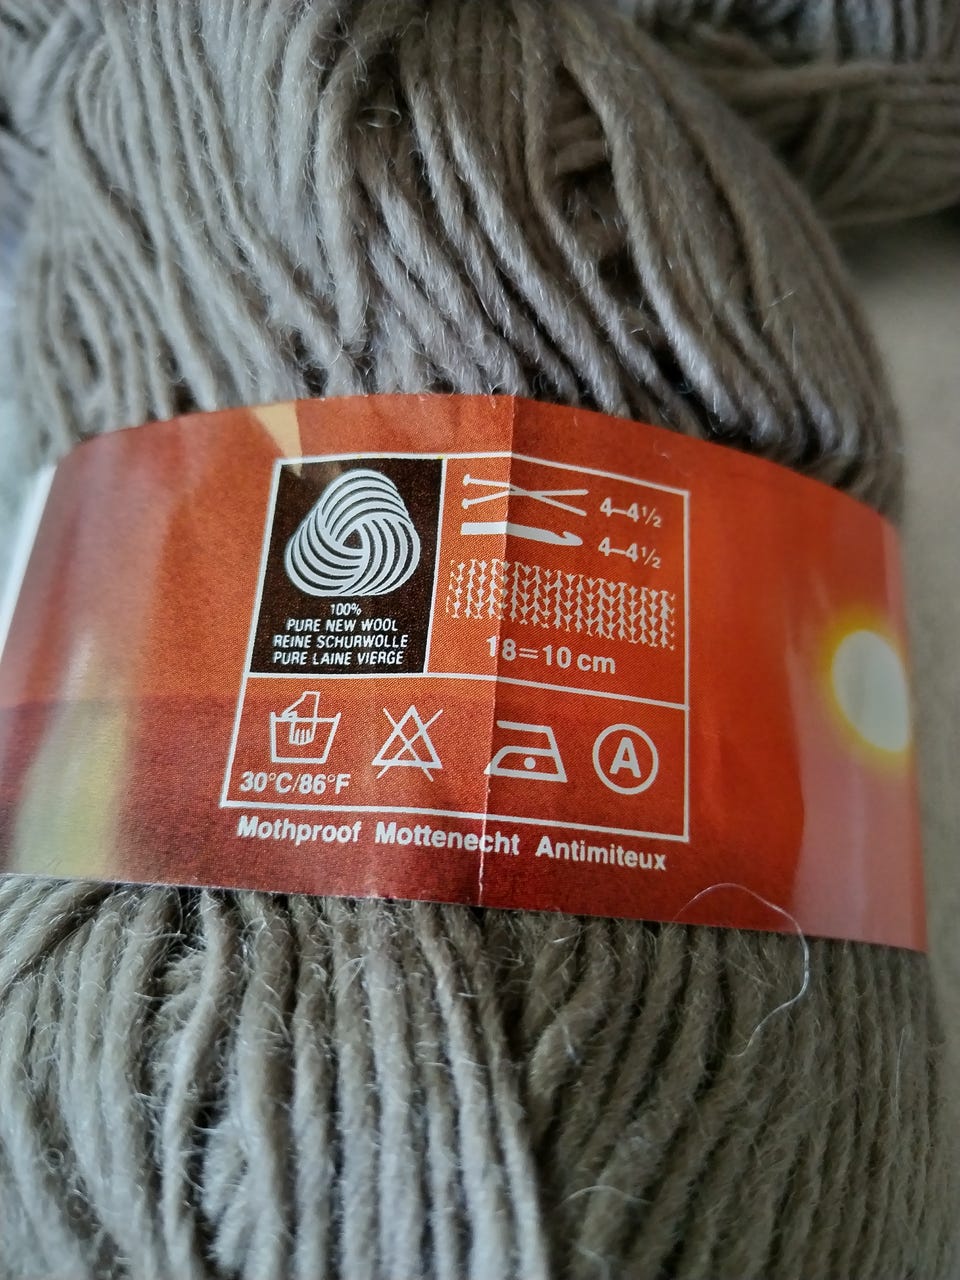 100%
PURE NEW WOOL
REINE SCHURWOLLE
PURE LAINE VIERGE
4-4½
4-4½
18=10 cm
30°C/86°F
A
Mothproof Mottenecht Antimiteux